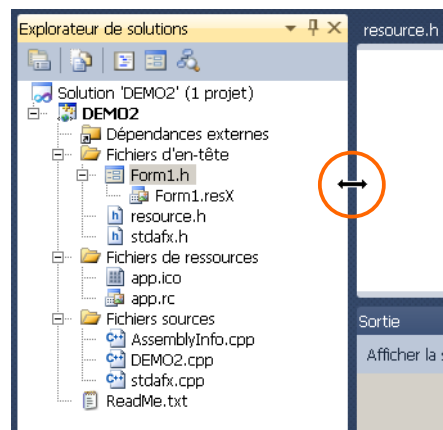 Explorateur de solutions
resource.h
Solution 'DEMO2' (1 projet)
DEMO2
Dépendances externes
Fichiers d'en-tête
Form1.h
Form1.resX
resource.h
stdafx.h
Fichiers de ressources
app.ico
app.rc
Fichiers sources
AssemblyInfo.cpp
DEMO2.cpp
stdafx.cpp
ReadMe.txt
Sortie
Afficher la s